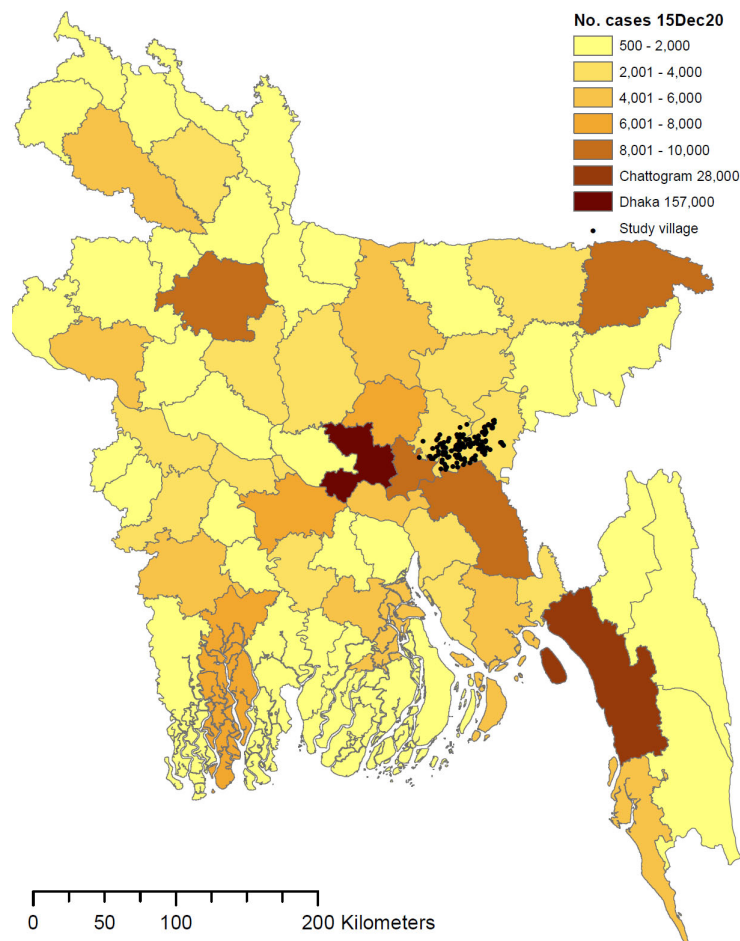 No. cases 15Dec20
500 - 2,000
2,001 - 4,000
4,001 - 6,000
6,001 - 8,000
8,001 - 10,000
Chattogram 28,000
Dhaka 157,000
Study village
0 50 100 200 Kilometers